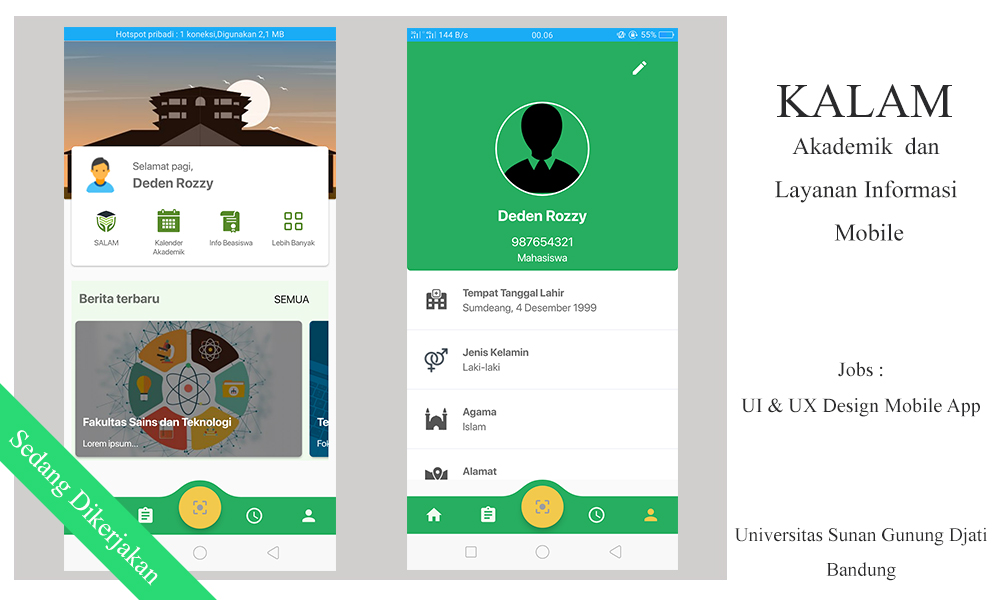 Hotspot pribadi : 1 koneksi,Digunakan 2,1 MB
Selamat pagi,
Deden Rozzy
SALAM
Kalender
Akademik
Info Beasiswa
Lebih Banyak
Berita terbaru
SEMUA
Fakultas Sains dan Teknologi
Lorem ipsum...
Te
Fok
Sedang Dikerjakan
144 B/s
00.06
55%
Deden Rozzy
987654321
Mahasiswa
Tempat Tanggal Lahir
Sumdeang, 4 Desember 1999
Jenis Kelamin
Laki-laki
Agama
Islam
Alamat
KALAM
Akademik dan
Layanan Informasi
Mobile
Jobs :
UI & UX Design Mobile App
Universitas Sunan Gunung Djati
Bandung